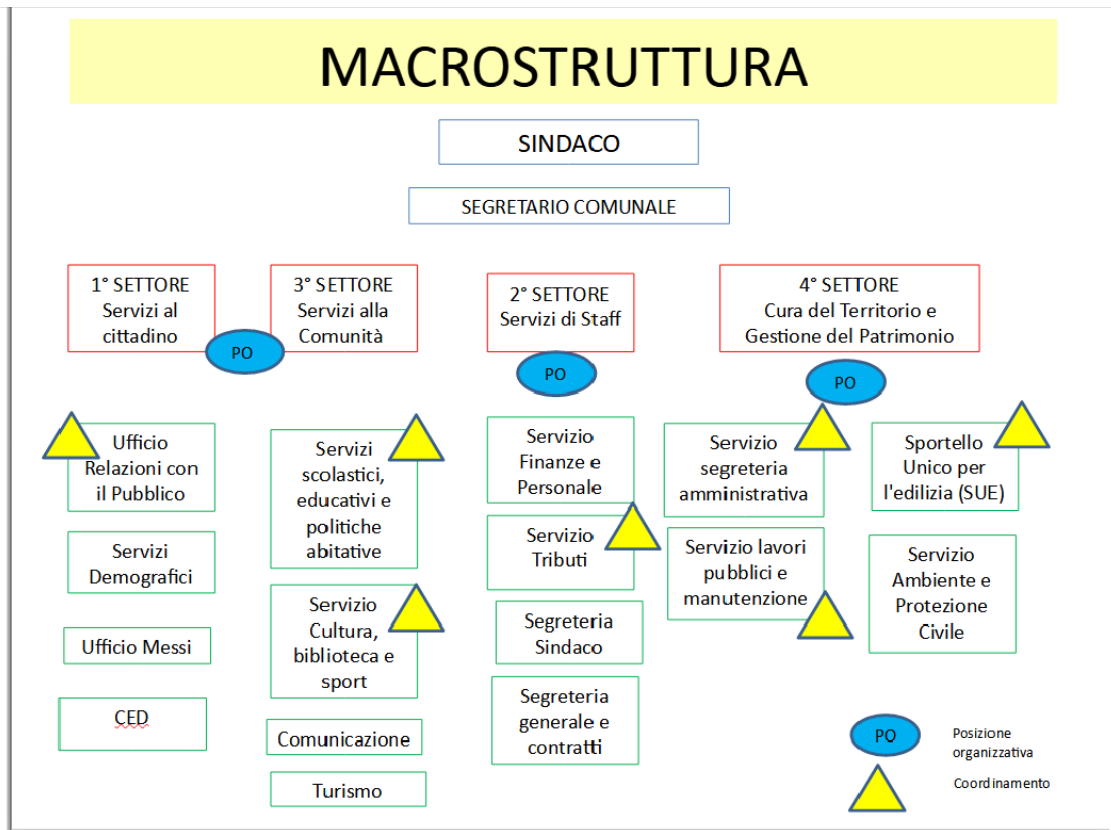 MACROSTRUTTURA
SINDACO
SEGRETARIO COMUNALE
1° SETTORE
Servizi al
cittadino
3° SETTORE
Servizi alla
Comunità
PO
2° SETTORE
Servizi di Staff
PO
4° SETTORE
Cura del Territorio e
Gestione del Patrimonio
PO
Ufficio
Relazioni con
il Pubblico
Servizi
Demografici
Ufficio Messi
CED
Servizi
scolastici,
educativi e
politiche
abitative
Servizio
Cultura,
biblioteca e
sport
Comunicazione
Turismo
Servizio
Finanze e
Personale
Servizio
Tributi
Segreteria
Sindaco
Segreteria
generale e
contratti
Servizio
segreteria
amministrativa
Servizio lavori
pubblici e
manutenzione
Sportello
Unico per
l'edilizia (SUE)
Servizio
Ambiente e
Protezione
Civile
PO
Posizione
organizzativa
Coordinamento